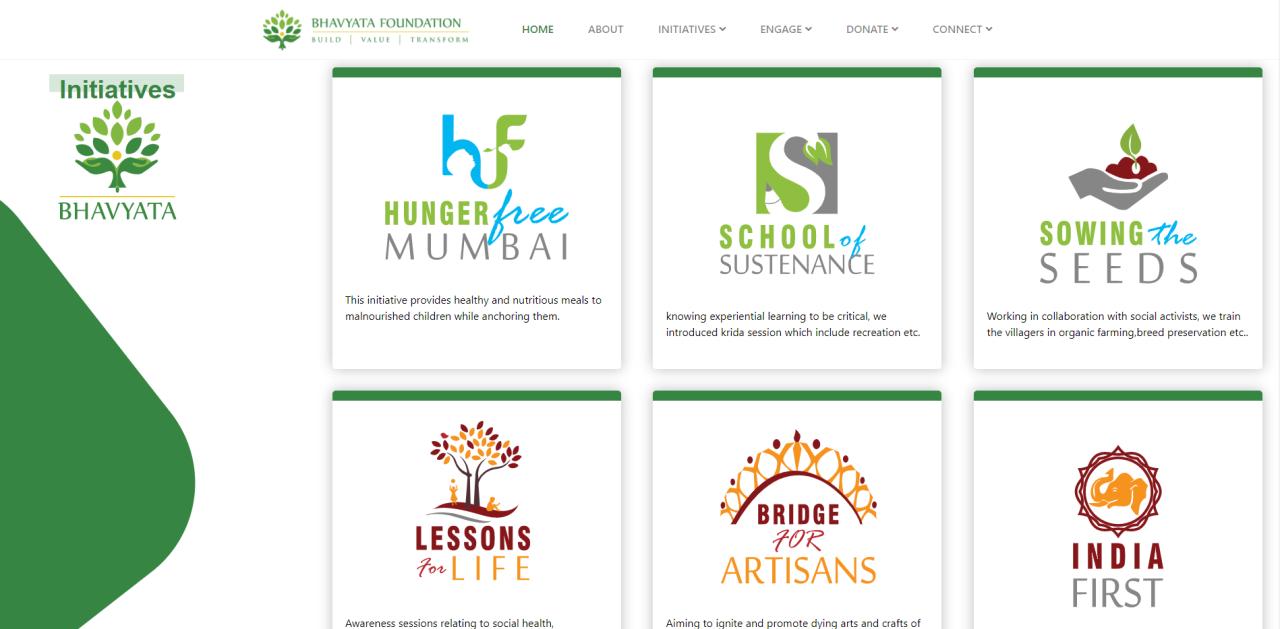 BHAVYATA FOUNDATION
BUILD | VALUE | TRANSFORM
HOME ABOUT INITIATIVES ENGAGE DONATE CONNECT
Initiatives
BHAVYATA
hf
HUNGER free
MUMBAI
This initiative provides healthy and nutritious meals to
malnourished children while anchoring them.
S
SCHOOL of
SUSTENANCE
knowing experiential learning to be critical, we
introduced krida session which include recreation etc.
SOWING the
SEEDS
Working in collaboration with social activists, we train
the villagers in organic farming,breed preservation etc..
LESSONS
For LIFE
Awareness sessions relating to social health,
BRIDGE
FOR
ARTISANS
Aiming to ignite and promote dying arts and crafts of
INDIA
FIRST